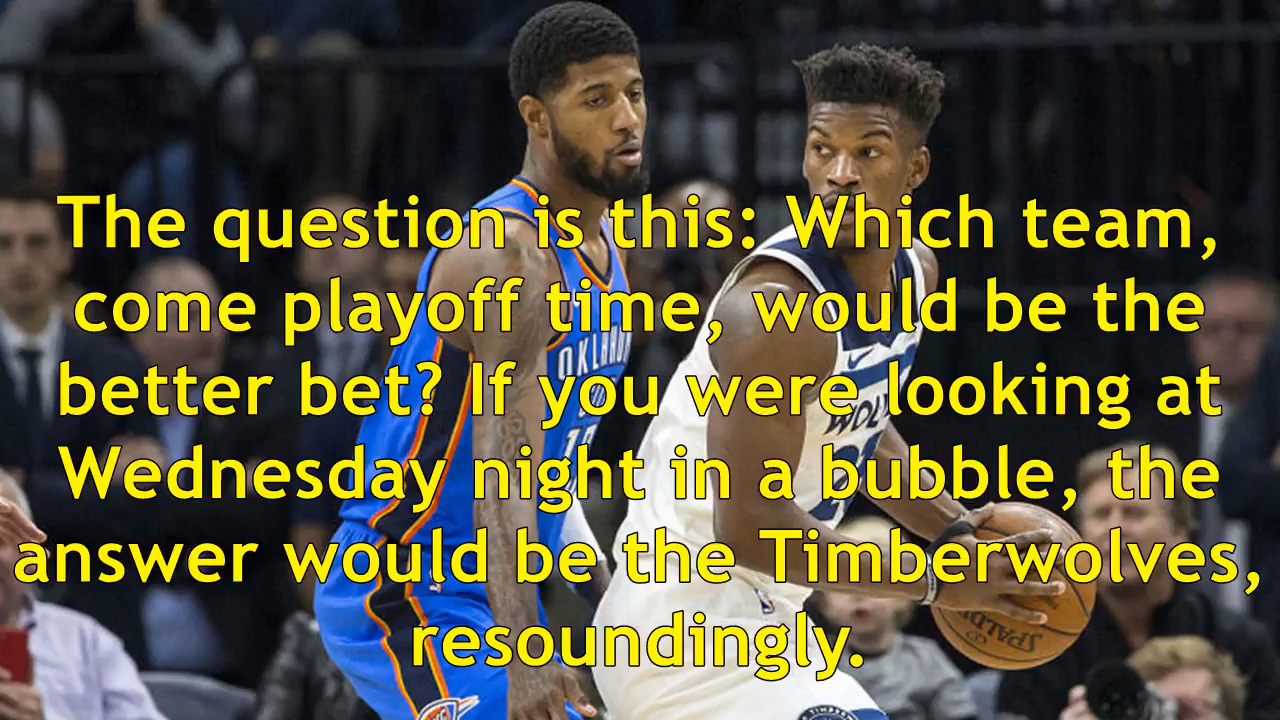 The question is this: Which team,
come playoff time, would be the
better bet? If you were looking at
Wednesday night in a bubble, the
answer would be the Timberwolves,
resoundingly.
SPALDING